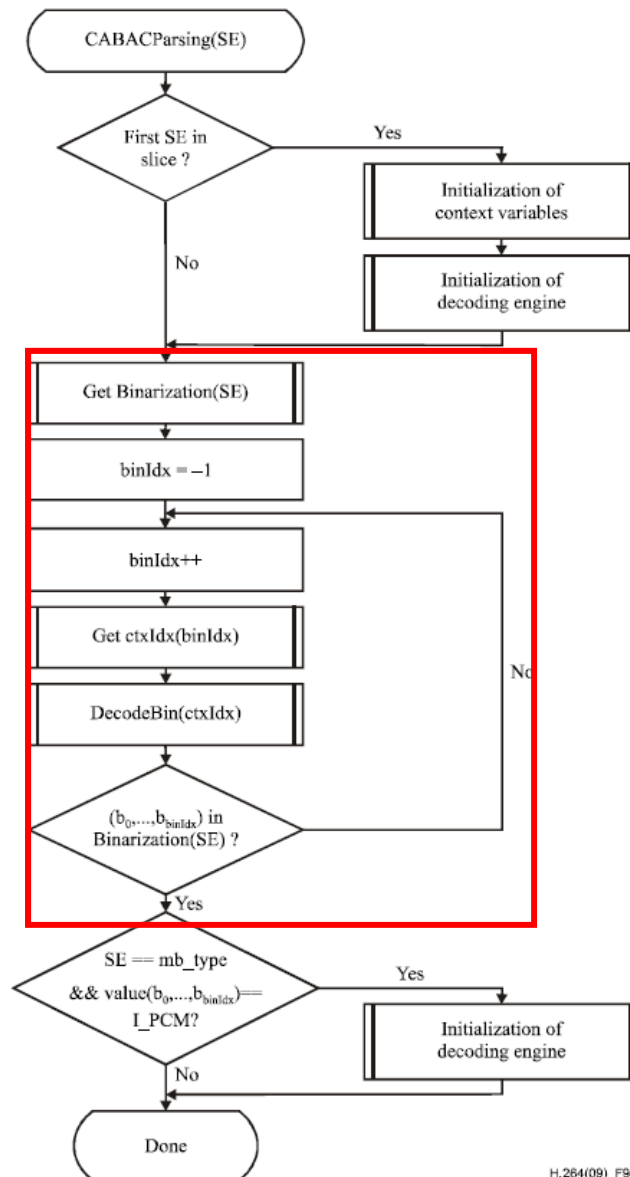 CABACParsing(SE)
First SE in
slice ?
Yes
Initialization of
context variables
No
Initialization of
decoding engine
Get Binarization(SE)
binIdx = –1
binIdx++
Get ctxIdx(binIdx)
No
DecodeBin(ctxIdx)
(b0,...,bbinIdx) in
Binarization(SE) ?
Yes
SE == mb_type
&& value(b0,...,bbinIdx)==
I_PCM?
Yes
Initialization of
decoding engine
No
Done
H.264(09)_F9